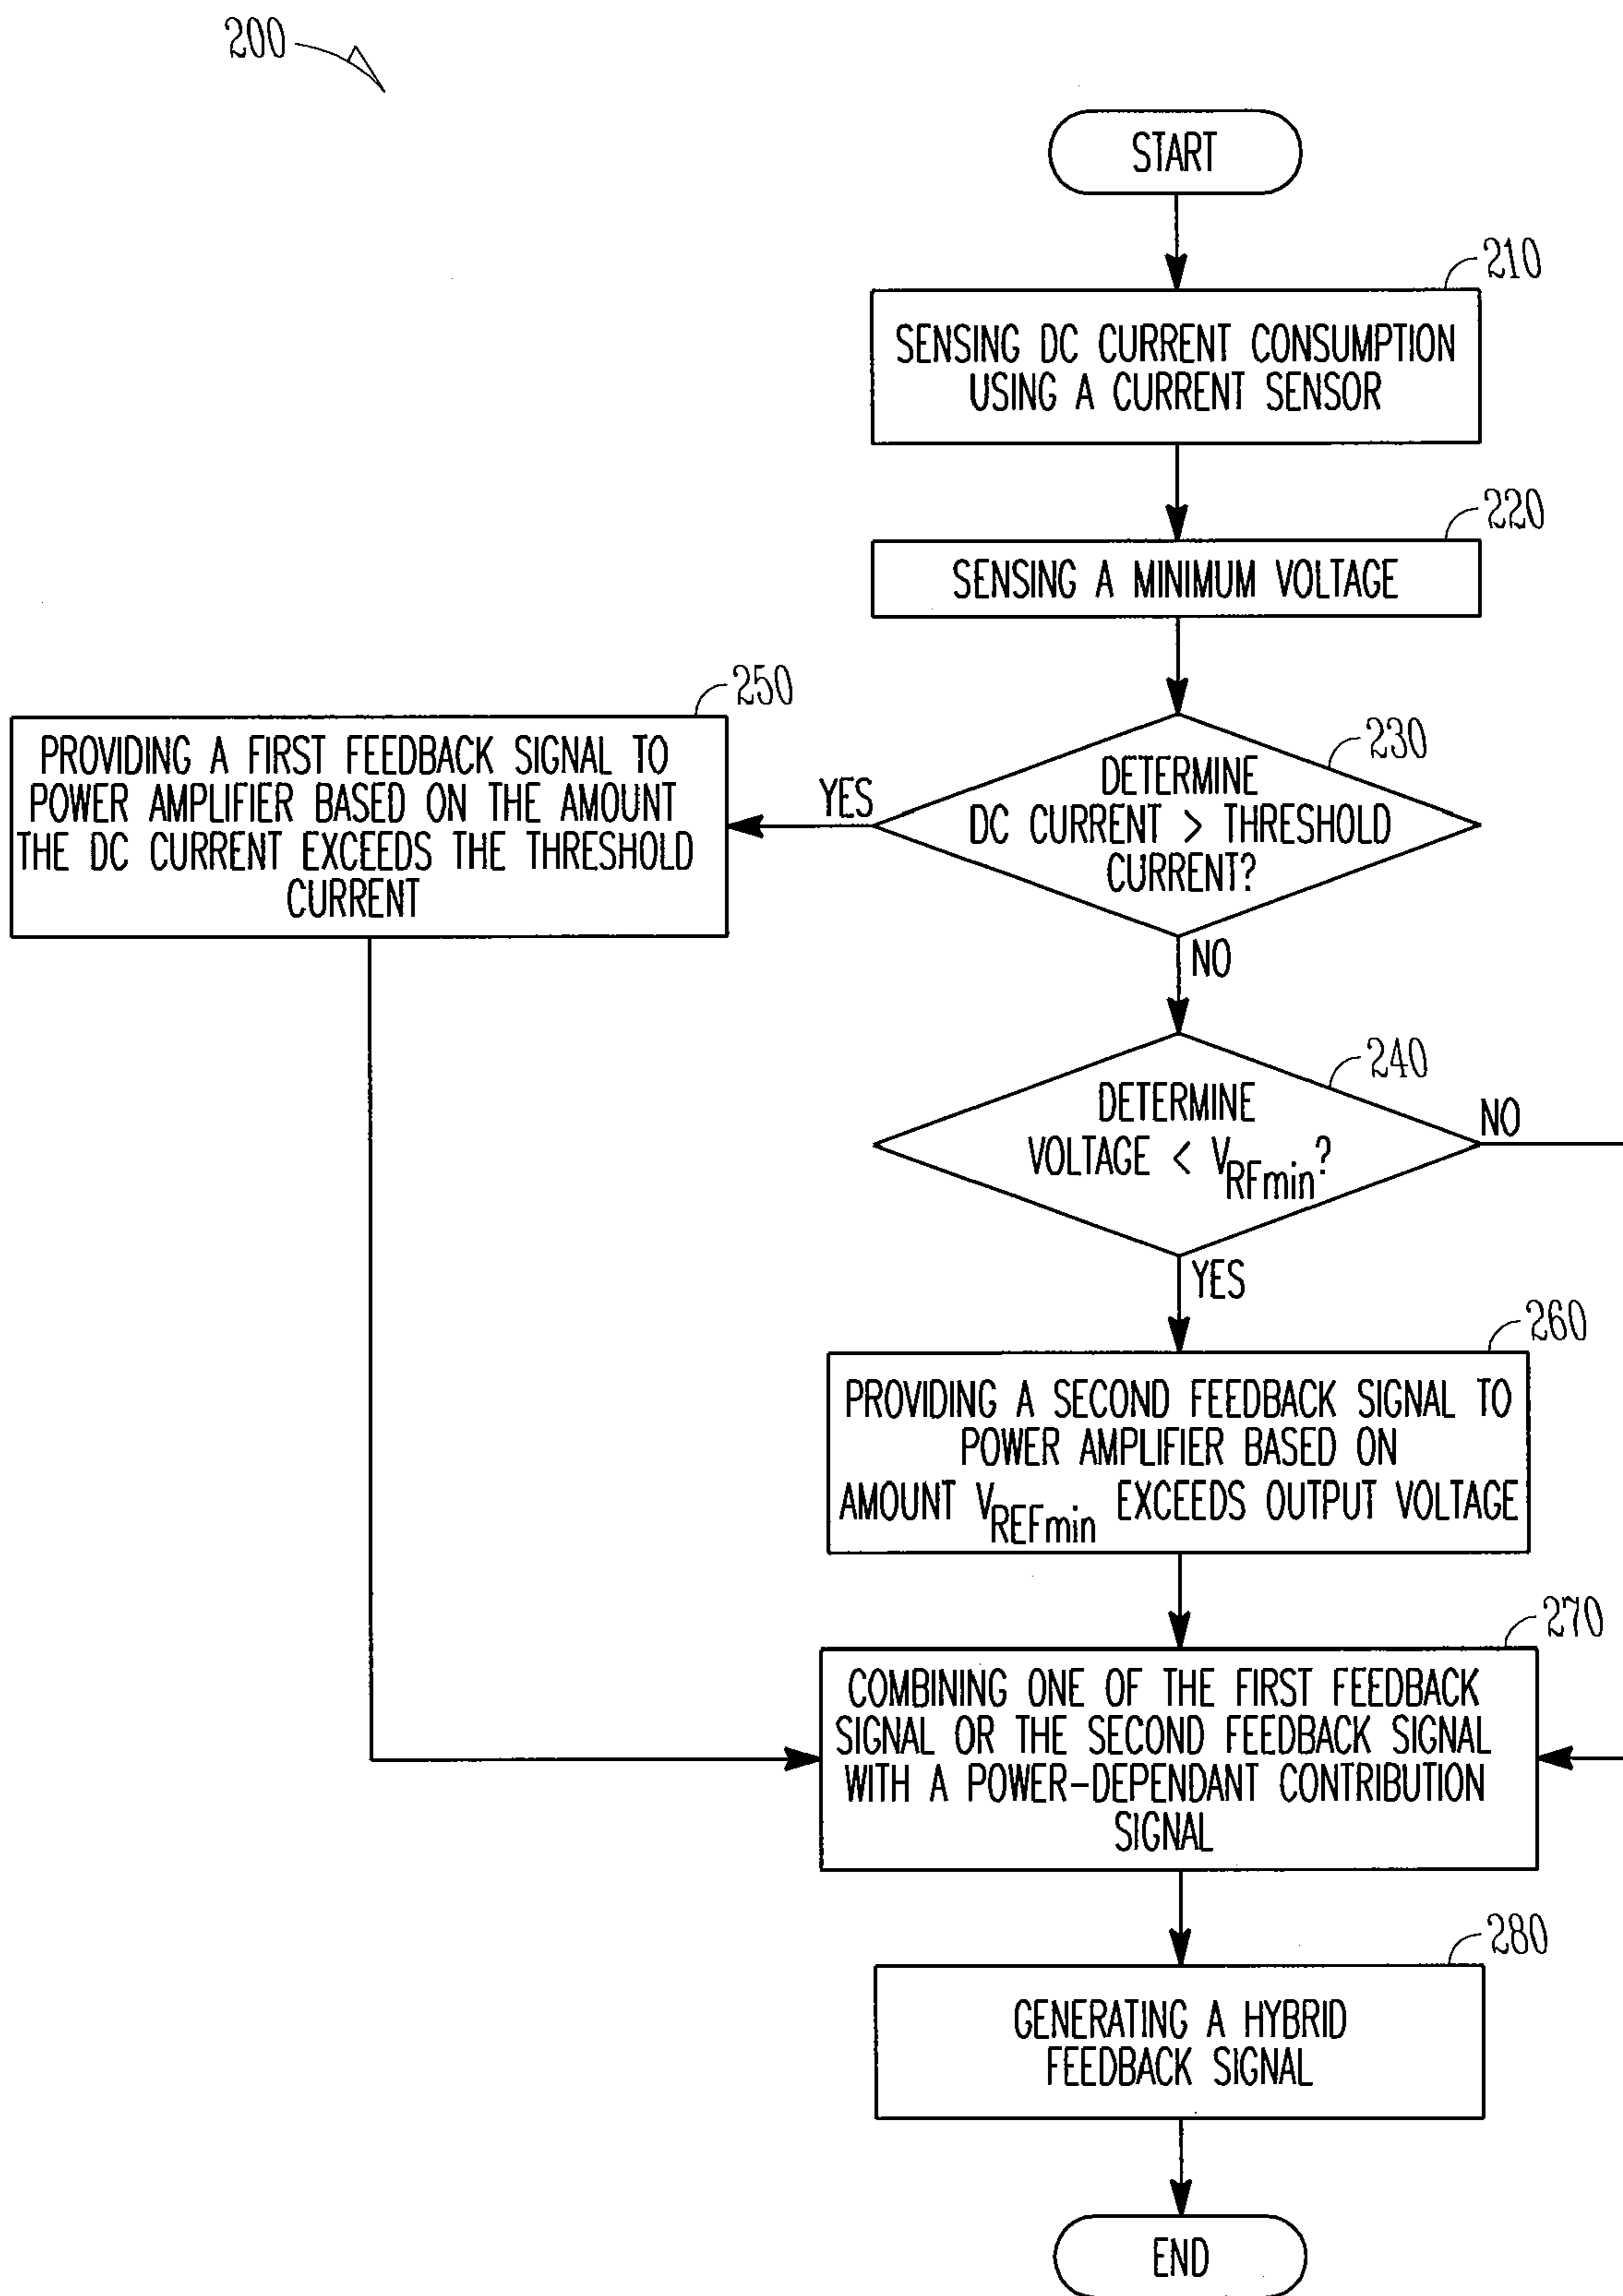 200
START
210
SENSING DC CURRENT CONSUMPTION
USING A CURRENT SENSOR
220
SENSING A MINIMUM VOLTAGE
230
DETERMINE
DC CURRENT > THRESHOLD
CURRENT?
YES
250
PROVIDING A FIRST FEEDBACK SIGNAL TO
POWER AMPLIFIER BASED ON THE AMOUNT
THE DC CURRENT EXCEEDS THE THRESHOLD
CURRENT
NO
240
DETERMINE
VOLTAGE < VRFmin?
NO
YES
260
PROVIDING A SECOND FEEDBACK SIGNAL TO
POWER AMPLIFIER BASED ON
AMOUNT VREFmin EXCEEDS OUTPUT VOLTAGE
270
COMBINING ONE OF THE FIRST FEEDBACK
SIGNAL OR THE SECOND FEEDBACK SIGNAL
WITH A POWER-DEPENDANT CONTRIBUTION
SIGNAL
280
GENERATING A HYBRID
FEEDBACK SIGNAL
END